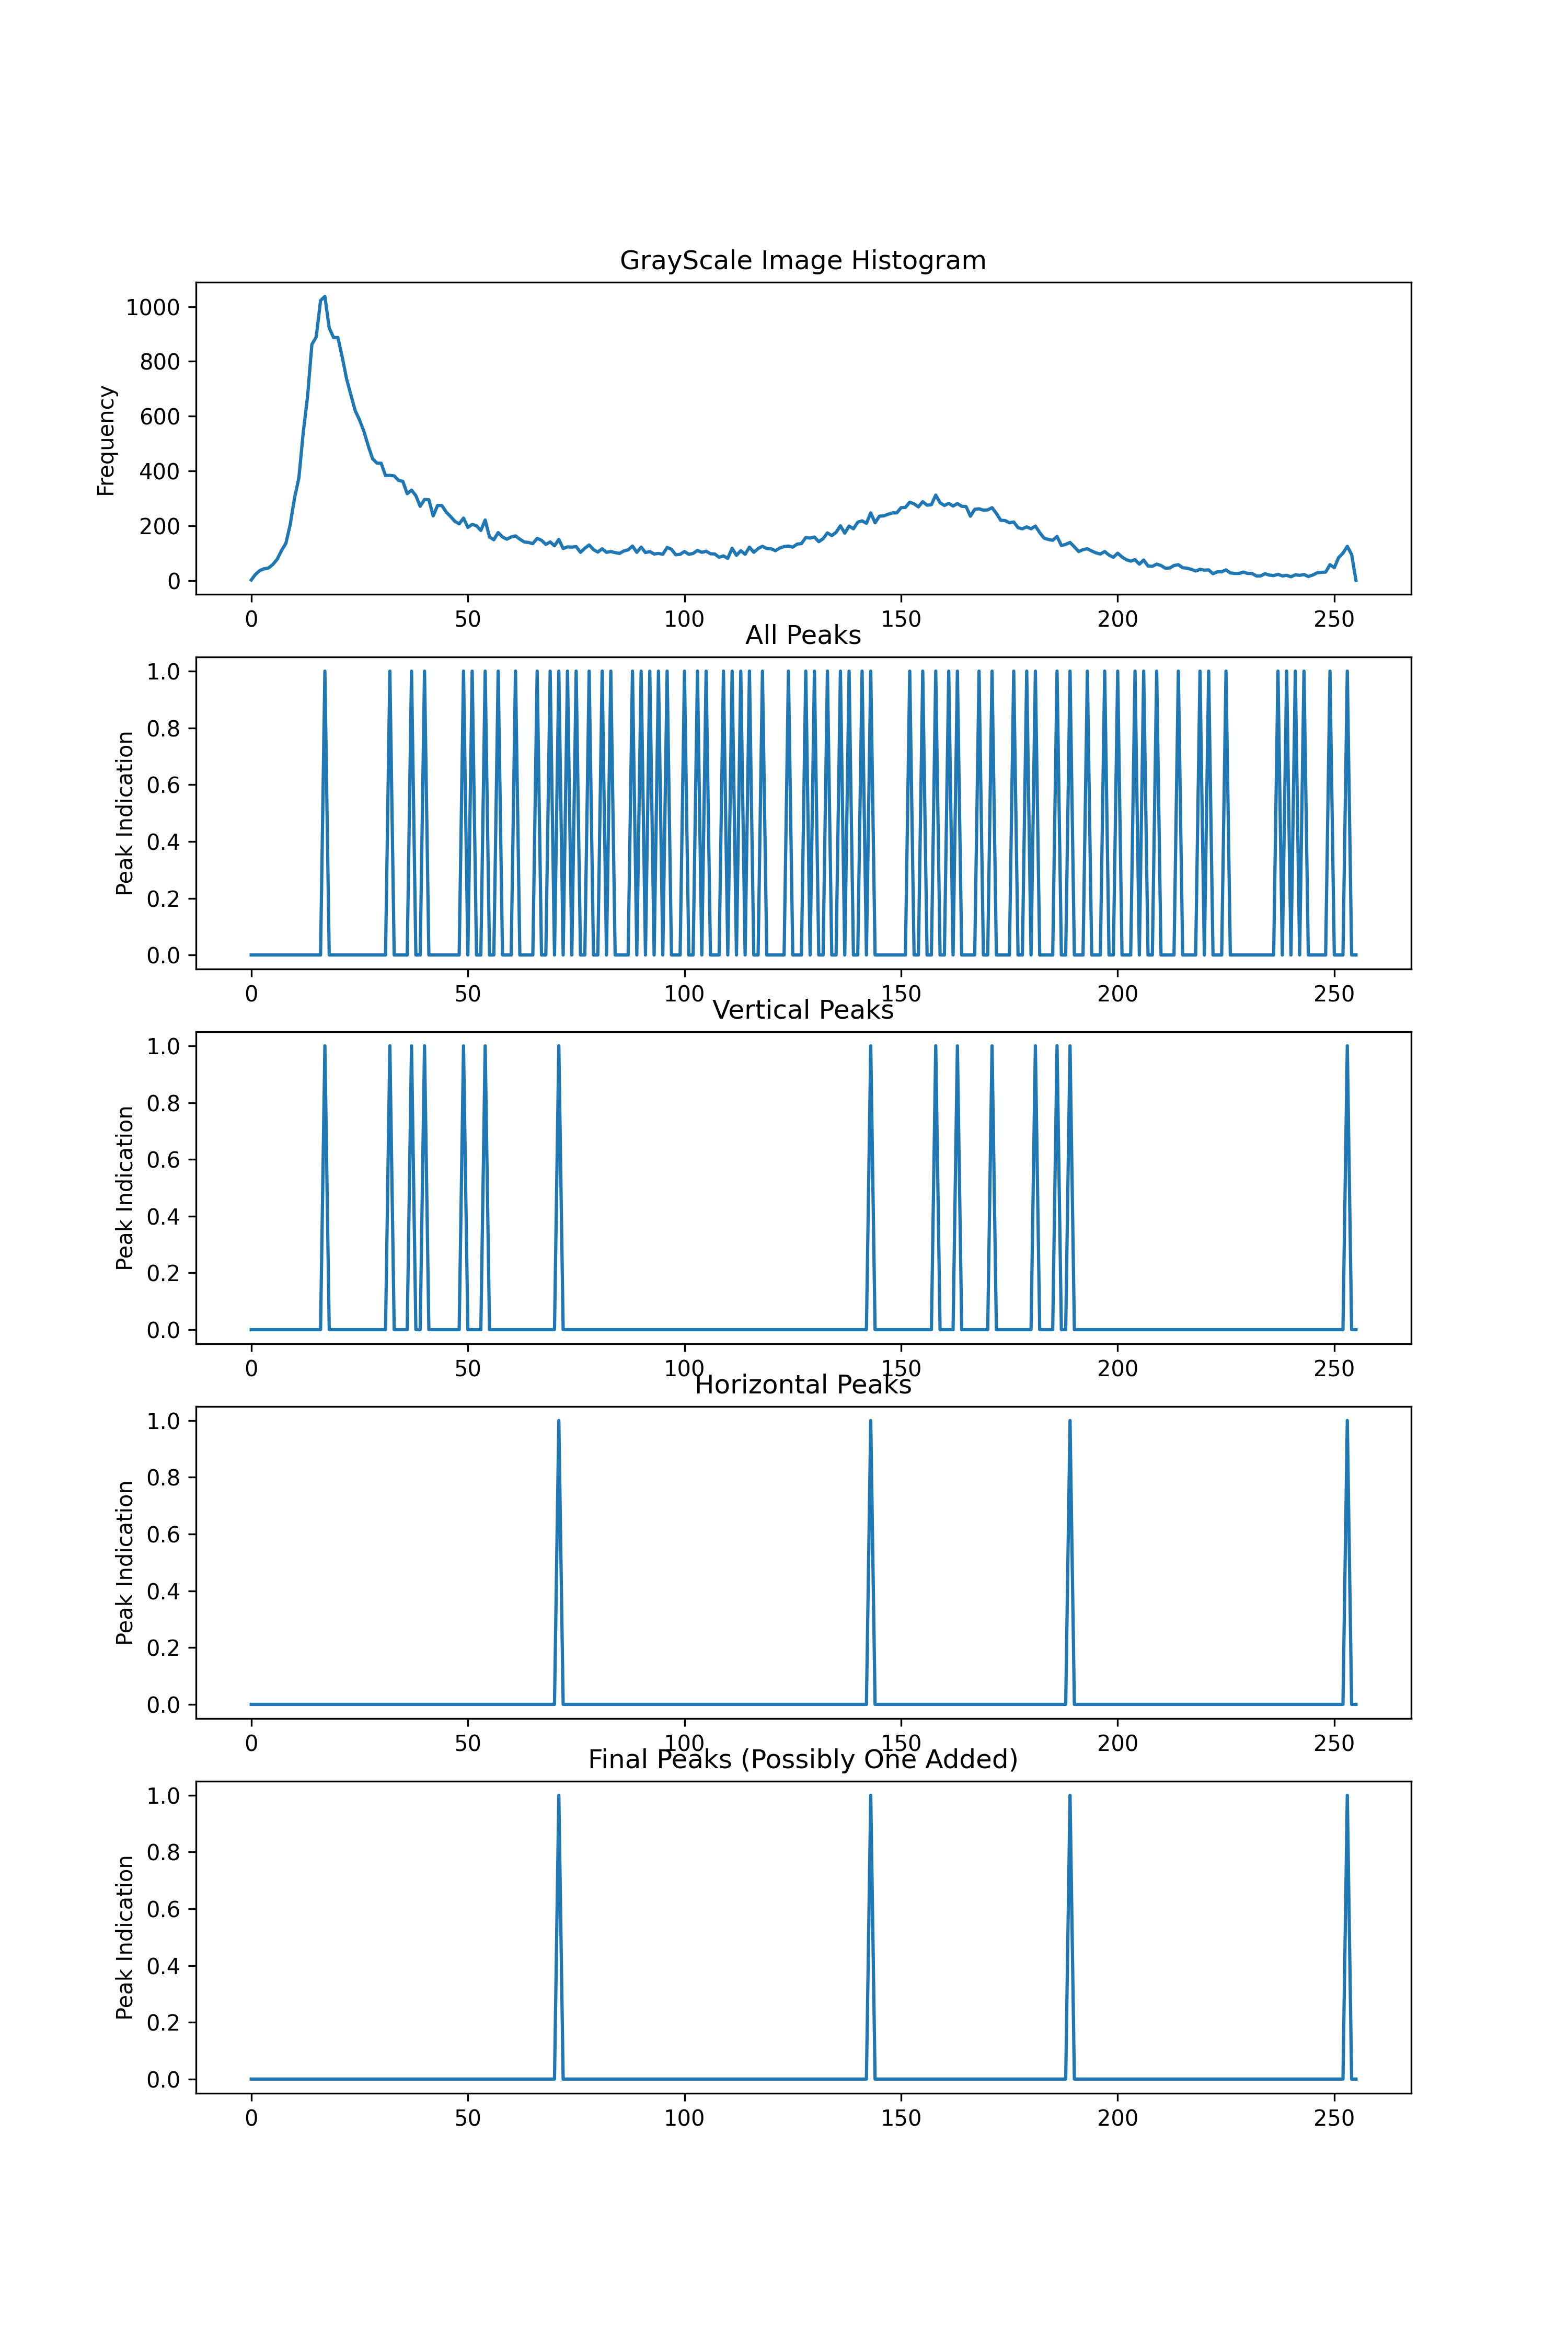 GrayScale Image Histogram
Frequency
1000
800
600
400
200
0
0 50 100 150 200 250
All Peaks
Peak Indication
1.0
0.8
0.6
0.4
0.2
0.0
0 50 100 150 200 250
Vertical Peaks
Peak Indication
1.0
0.8
0.6
0.4
0.2
0.0
0 50 100 150 200 250
Horizontal Peaks
Peak Indication
1.0
0.8
0.6
0.4
0.2
0.0
0 50 100 150 200 250
Final Peaks (Possibly One Added)
Peak Indication
1.0
0.8
0.6
0.4
0.2
0.0
0 50 100 150 200 250